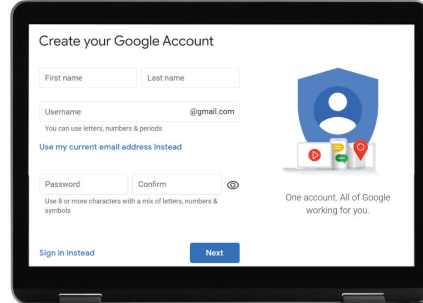 Create your Google Account
First name Last name
Username @gmail.com
You can use letters, numbers & periods
Use my current email address instead
Password Confirm
Use 8 or more characters with a mix of letters, numbers &
symbols
One account. All of Google
working for you.
Sign in instead Next